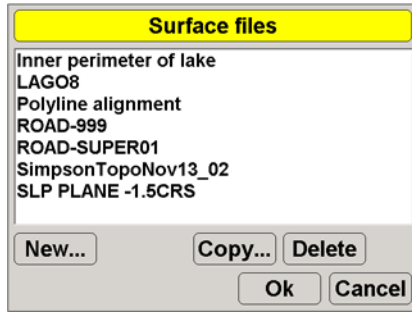 Surface files
Inner perimeter of lake
LAGO8
Polyline alignment
ROAD-999
ROAD-SUPER01
SimpsonTopoNov13_02
SLP PLANE -1.5CRS
New... Copy... Delete
Ok Cancel